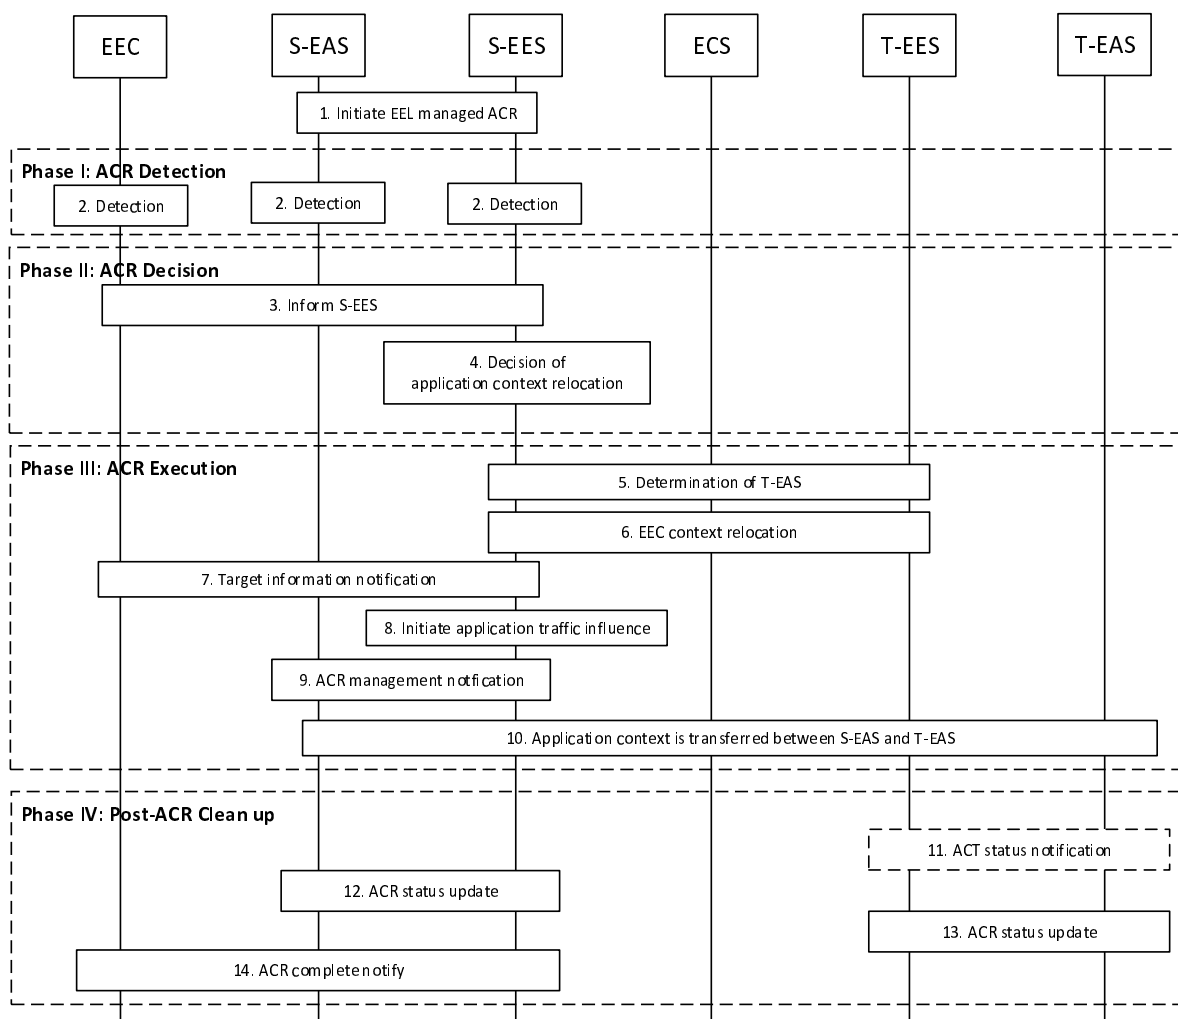 EEC
S-EAS
S-EES
ECS
T-EES
T-EAS
1. Initiate EEL managed ACR
Phase I: ACR Detection
2. Detection
2. Detection
2. Detection
Phase II: ACR Decision
3. Inform S-EES
4. Decision of
application context relocation
Phase III: ACR Execution
5. Determination of T-EAS
6. EEC context relocation
7. Target information notification
8. Initiate application traffic influence
9. ACR management notfication
10. Application context is transferred between S-EAS and T-EAS
Phase IV: Post-ACR Clean up
11. ACT status notification
12. ACR status update
13. ACR status update
14. ACR complete notify